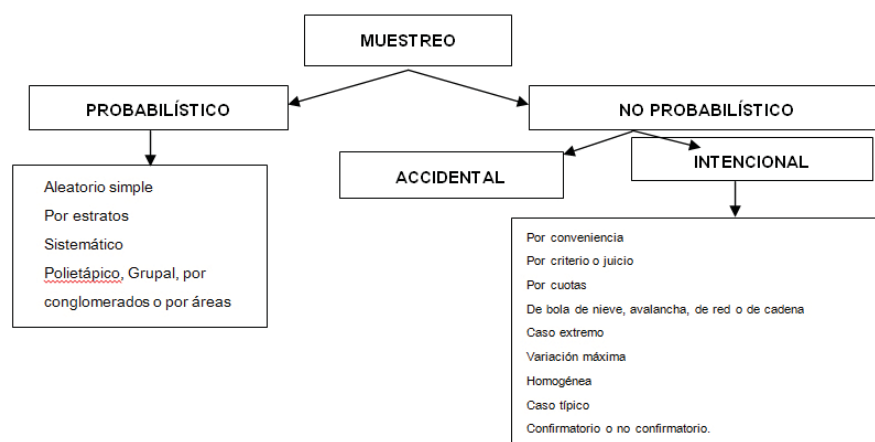 MUESTREO
PROBABILÍSTICO
NO PROBABILÍSTICO
ACCIDENTAL
INTENCIONAL
Aleatorio simple
Por estratos
Sistemático
Polietápico, Grupal, por
conglomerados o por áreas
Por conveniencia
Por criterio o juicio
Por cuotas
De bola de nieve, avalancha, de red o de cadena
Caso extremo
Variación máxima
Homogénea
Caso típico
Confirmatorio o no confirmatorio.